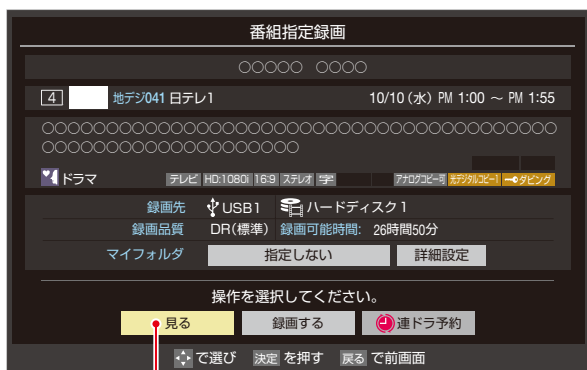 番組指定録画
○○○○○ ○○○○
4 地デジ041 日テレ1 10/10(水) PM 1:00 ～ PM 1:55
○○○○○○○○○○○○○○○○○○○○○○○○○○○○○○○○○○○○○○○○
○○○○○○○○○○○○○○○○○○○○
ドラマ テレビ HD:1080i 16:9 ステレオ 字 アナログコピー可 光デジタルコピー1 ダビング
録画先 USB1 ハードディスク1
録画品質 DR(標準) 録画可能時間: 26時間50分
マイフォルダ 指定しない 詳細設定
操作を選択してください。
見る 録画する 連ドラ予約
で選び 決定 を押す 戻る で前画面